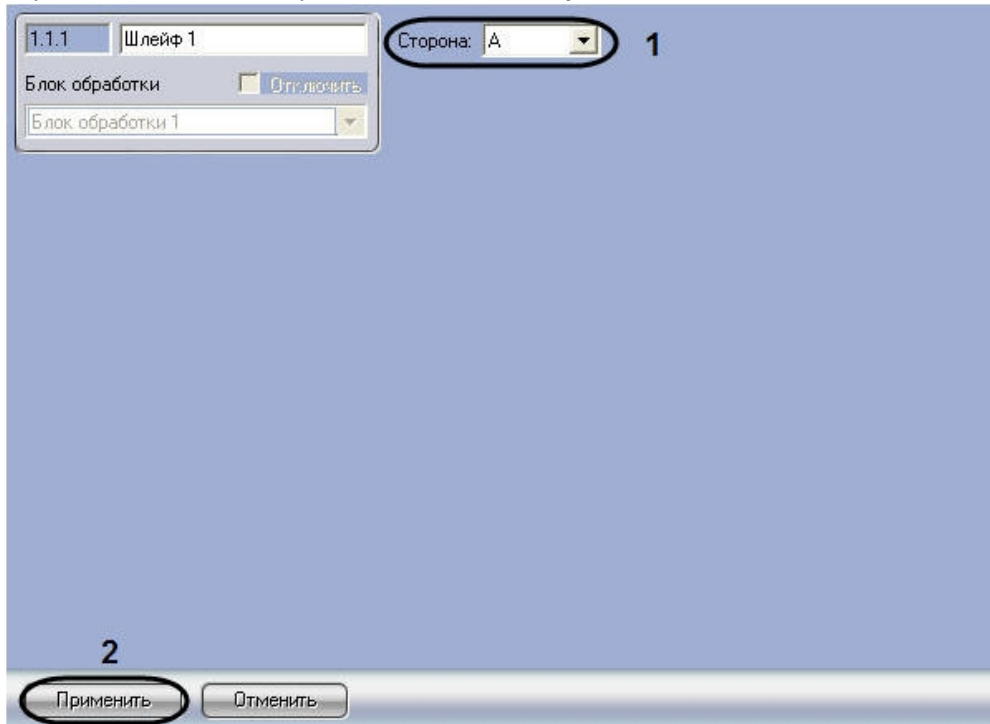 1.1.1 Шлейф 1 Сторона: A 1
Блок обработки Отключить
Блок обработки 1
2
Применить Отменить